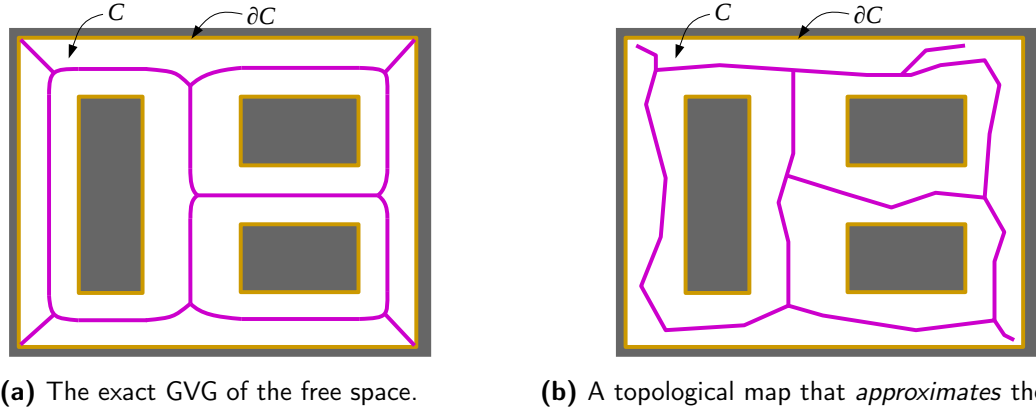 C ∂C C ∂C
(a) The exact GVG of the free space. (b) A topological map that approximates the